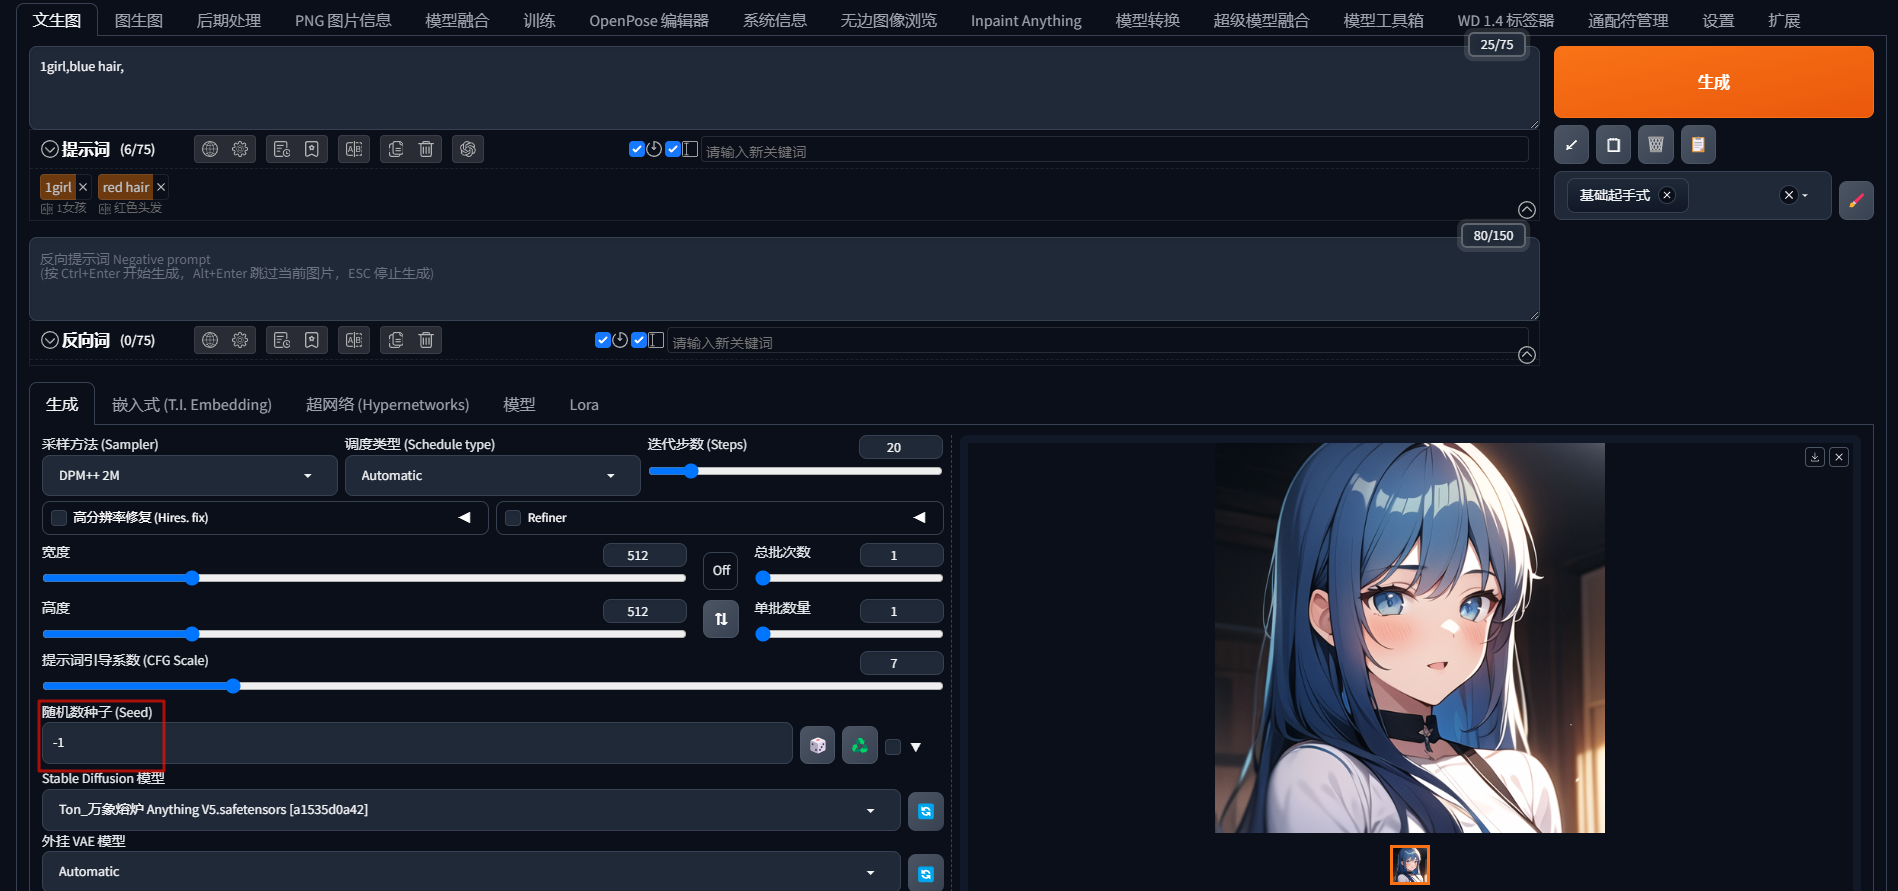 文生图 图生图 后期处理 PNG 图片信息 模型融合 训练 OpenPose 编辑器 系统信息 无边图像浏览 Inpaint Anything 模型转换 超级模型融合 模型工具箱 WD 1.4 标签器 通配符管理 设置 扩展
25/75
1girl,blue hair,
生成
提示词 (6/75) 请输入新关键词
1girl × red hair ×
1女孩 红色头发
基础起手式
80/150
反向提示词 Negative prompt
(按 Ctrl+Enter 开始生成，Alt+Enter 跳过当前图片，ESC 停止生成)
反向词 (0/75) 请输入新关键词
生成 嵌入式 (T.I. Embedding) 超网络 (Hypernetworks) 模型 Lora
采样方法 (Sampler) 调度类型 (Schedule type) 迭代步数 (Steps) 20
DPM++ 2M Automatic
高分辨率修复 (Hires. fix) Refiner
宽度 512 Off 总批次数 1
高度 512 单批数量 1
提示词引导系数 (CFG Scale) 7
随机数种子 (Seed)
-1
Stable Diffusion 模型
Ton_万象熔炉 Anything V5.safetensors [a1535d0a42]
外挂 VAE 模型
Automatic